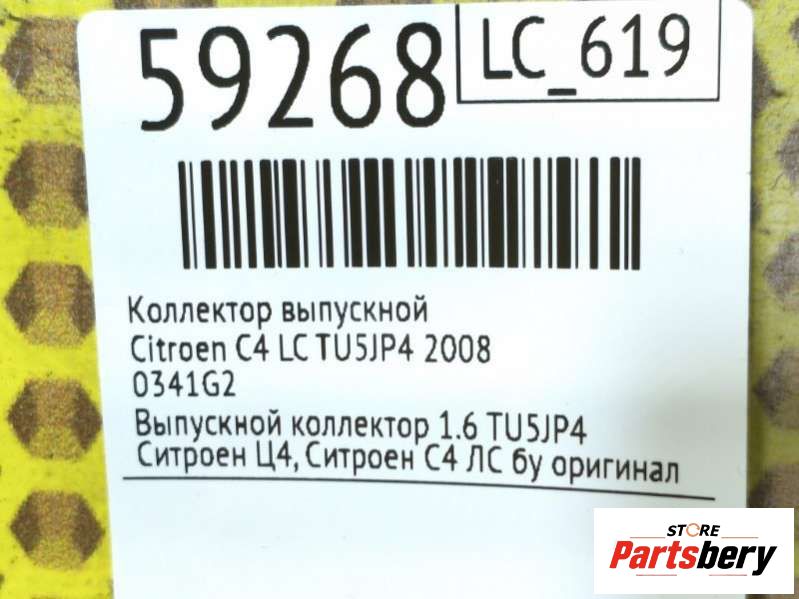 59268
LC_619
Коллектор выпускной
Citroen C4 LC TU5JP4 2008
0341G2
Выпускной коллектор 1.6 TU5JP4
Ситроен Ц4, Ситроен С4 ЛС бу оригинал
STORE
Partsbery